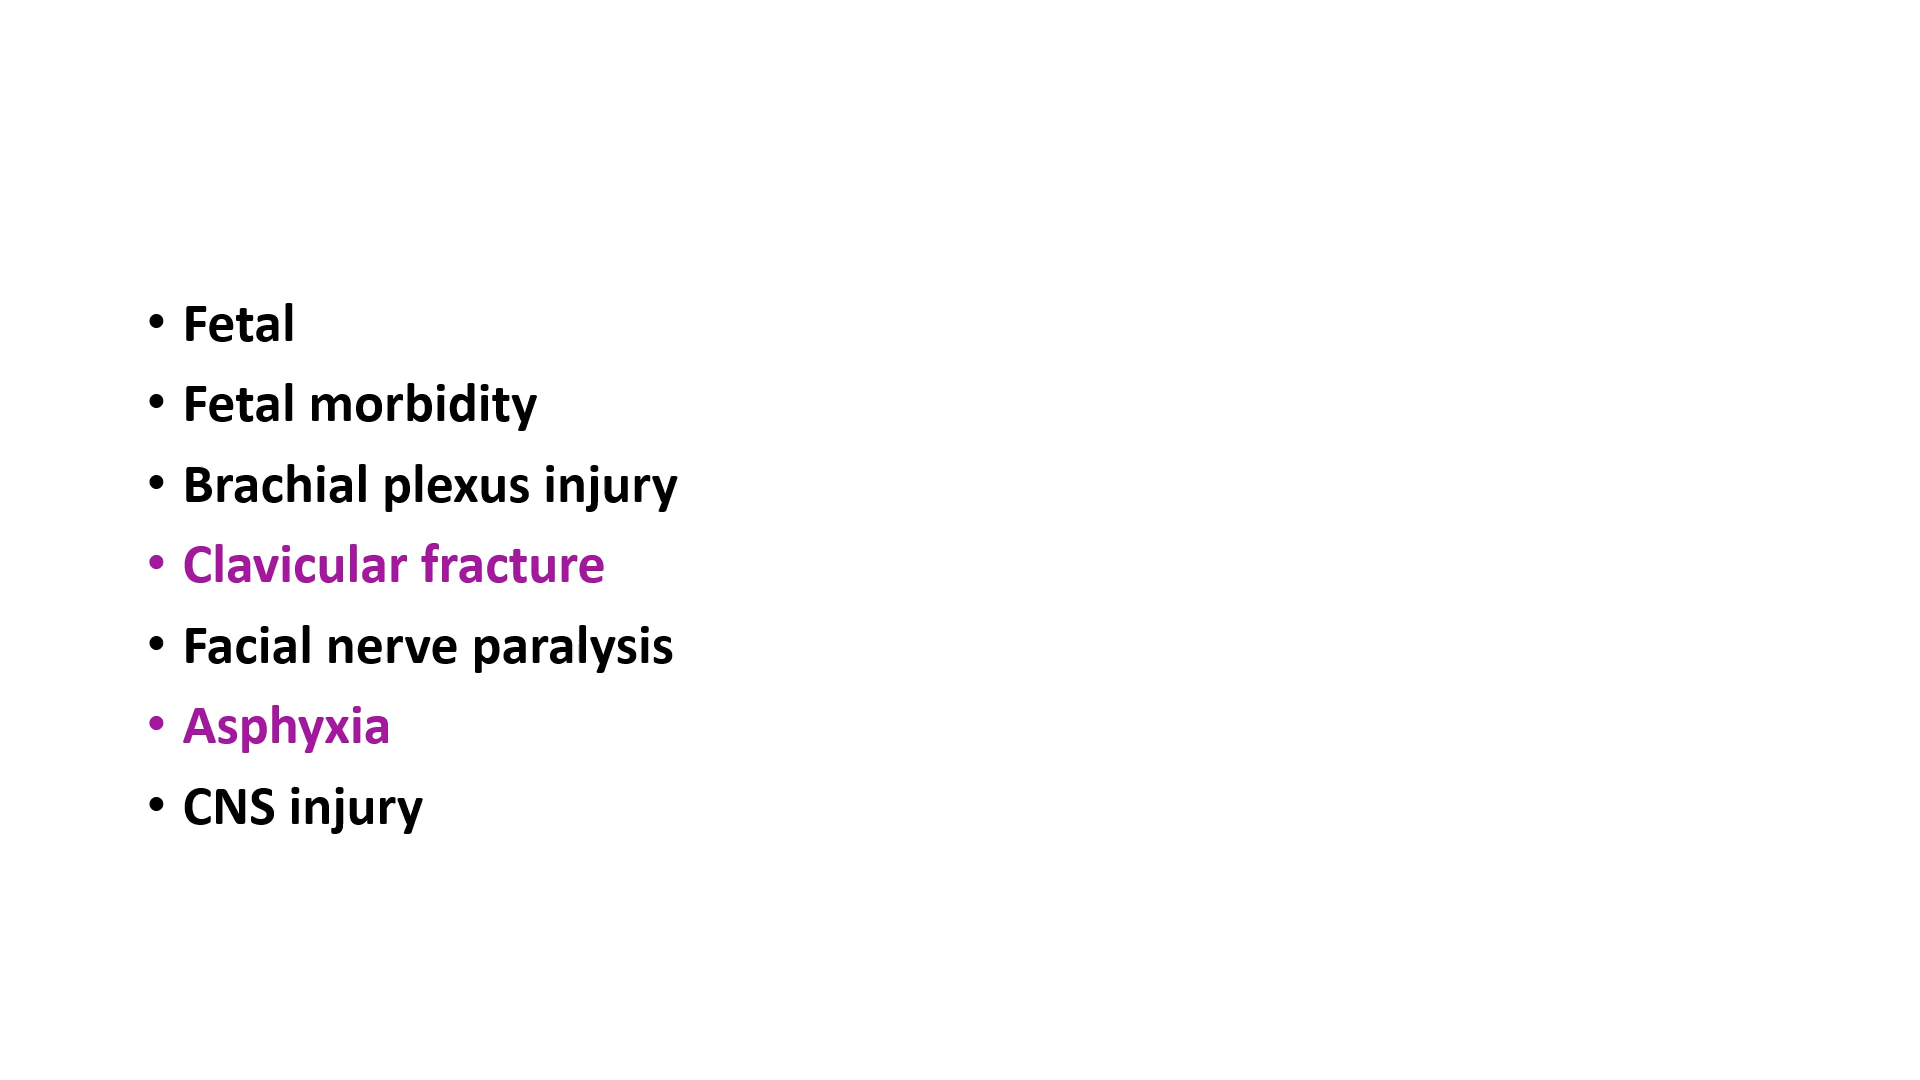 • Fetal
• Fetal morbidity
• Brachial plexus injury
• Clavicular fracture
• Facial nerve paralysis
• Asphyxia
• CNS injury